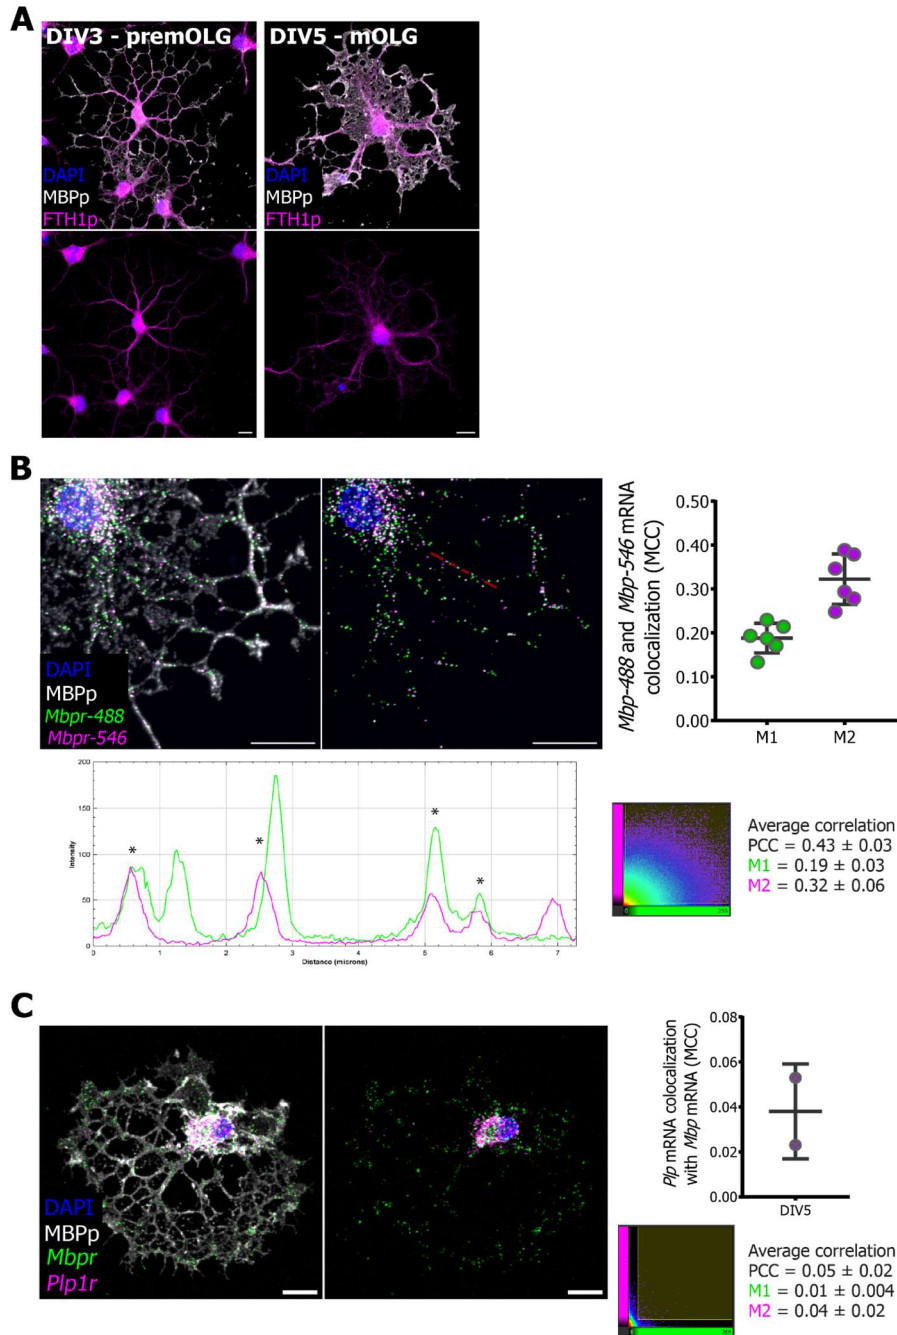 A
DIV3 - premOLG
DIV5 - mOLG
DAPI
MBPp
FTH1p
DAPI
MBPp
FTH1p
B
DAPI
MBPp
Mbpr-488
Mbpr-546
Mbp-488 and Mbp-546 mRNA
colocalization (MCC)
0.50
0.40
0.30
0.20
0.10
0.00
M1
M2
Intensity
200
150
100
50
0
*
*
*
*
0
1
2
3
4
5
6
7
Distance (microns)
0
255
Average correlation
PCC = 0.43 ± 0.03
M1 = 0.19 ± 0.03
M2 = 0.32 ± 0.06
C
DAPI
MBPp
Mbpr
Plp1r
Plp mRNA colocalization
with Mbp mRNA (MCC)
0.08
0.06
0.04
0.02
0.00
DIV5
Average correlation
PCC = 0.05 ± 0.02
M1 = 0.01 ± 0.004
M2 = 0.04 ± 0.02